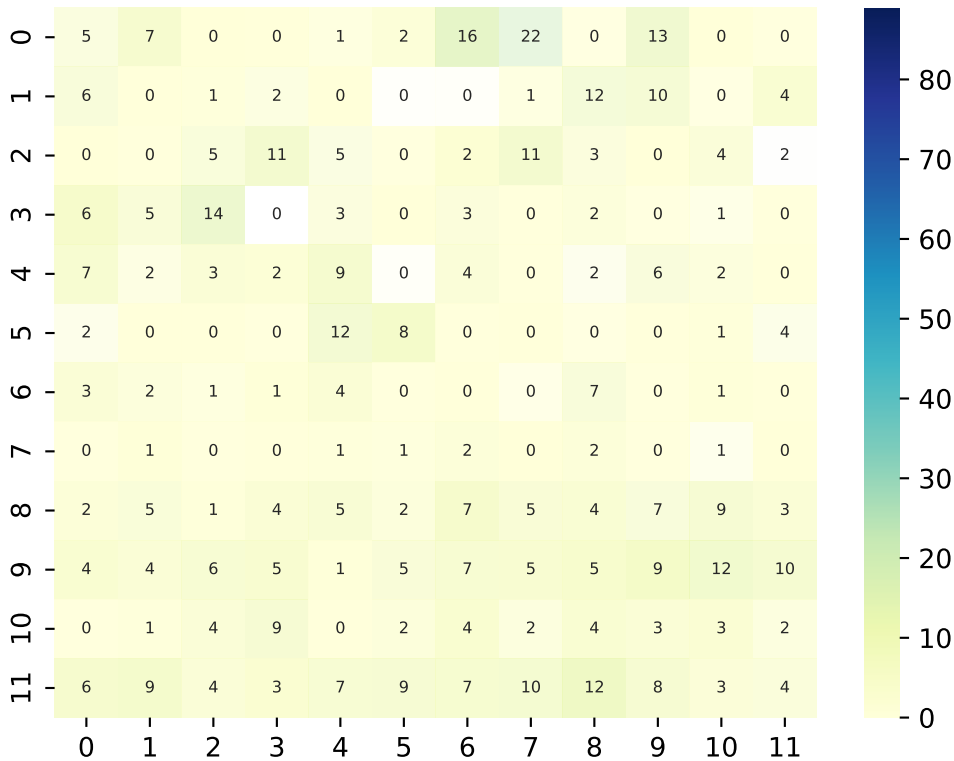 0 5 7 0 0 1 2 16 22 0 13 0 0
1 6 0 1 2 0 0 0 1 12 10 0 4
2 0 0 5 11 5 0 2 11 3 0 4 2
3 6 5 14 0 3 0 3 0 2 0 1 0
4 7 2 3 2 9 0 4 0 2 6 2 0
5 2 0 0 0 12 8 0 0 0 0 1 4
6 3 2 1 1 4 0 0 0 7 0 1 0
7 0 1 0 0 1 1 2 0 2 0 1 0
8 2 5 1 4 5 2 7 5 4 7 9 3
9 4 4 6 5 1 5 7 5 5 9 12 10
10 0 1 4 9 0 2 4 2 4 3 3 2
11 6 9 4 3 7 9 7 10 12 8 3 4
0 1 2 3 4 5 6 7 8 9 10 11
80
70
60
50
40
30
20
10
0